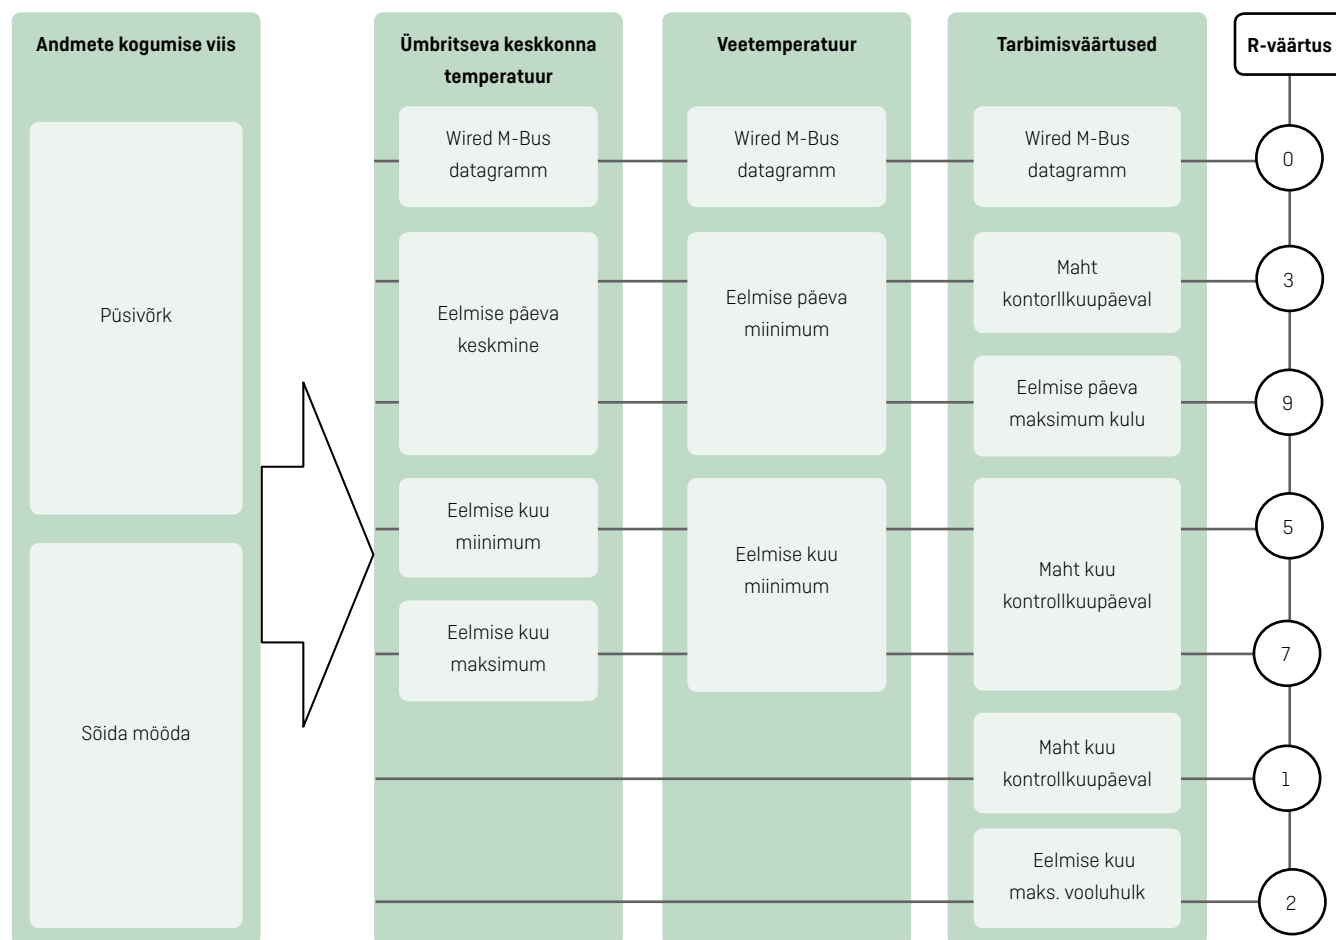 Andmete kogumise viis
Püsivõrk
Sõida mööda
Ümbritseva keskkonna
temperatuur
Wired M-Bus
datagramm
Eelmise päeva
keskmine
Eelmise kuu
miinimum
Eelmise kuu
maksimum
Veetemperatuur
Wired M-Bus
datagramm
Eelmise päeva
miinimum
Eelmise kuu
miinimum
Tarbimisväärtused
Wired M-Bus
datagramm
Maht
kontorllkuupäeval
Eelmise päeva
maksimum kulu
Maht kuu
kontrollkuupäeval
Maht kuu
kontrollkuupäeval
Eelmise kuu
maks. vooluhulk
R-väärtus
0
3
9
5
7
1
2